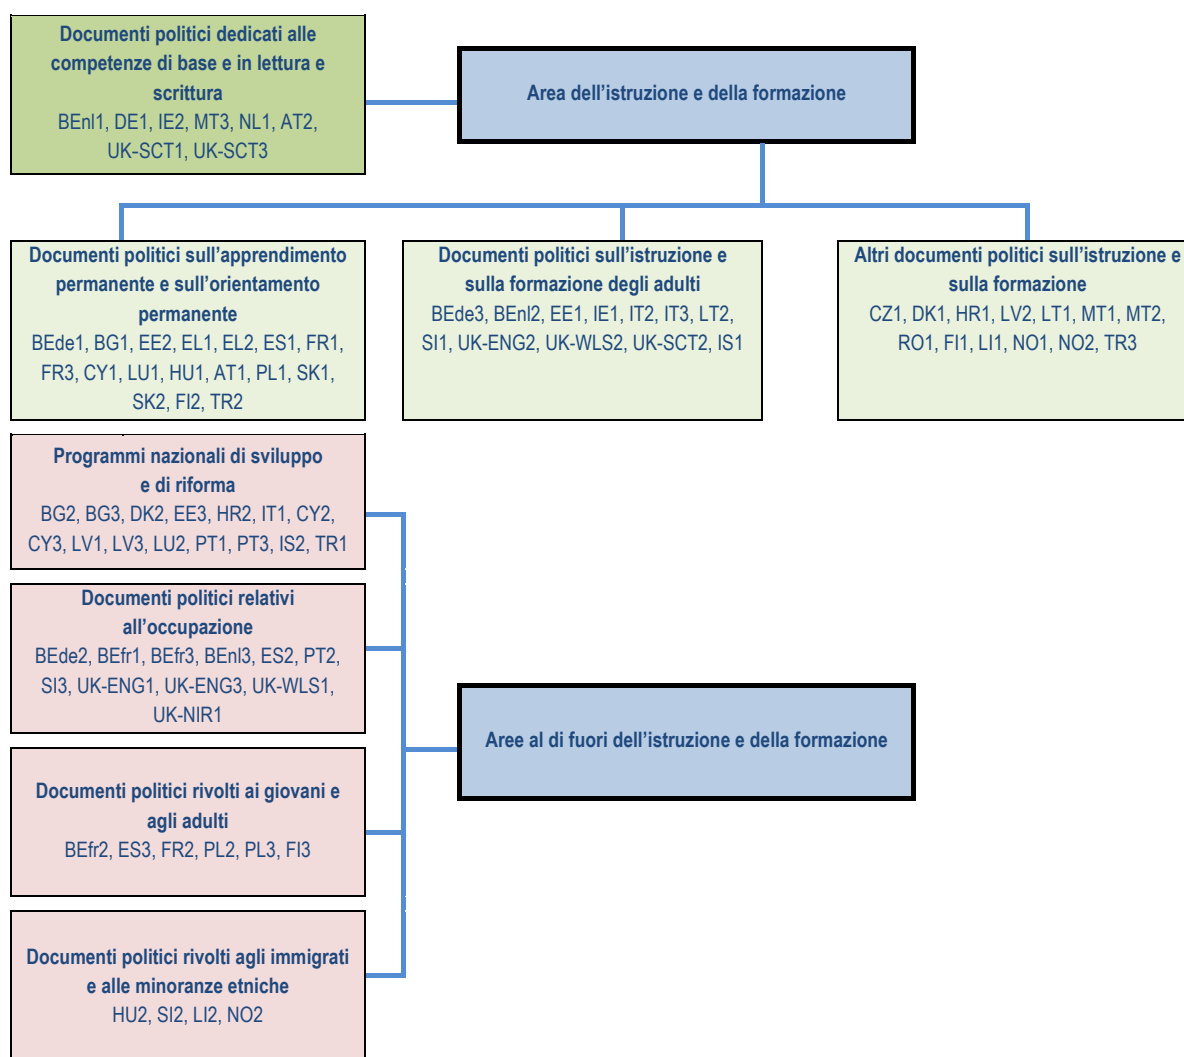 Documenti politici dedicati alle
competenze di base e in lettura e
scrittura
BEnl1, DE1, IE2, MT3, NL1, AT2,
UK-SCT1, UK-SCT3
Area dell'istruzione e della formazione
Documenti politici sull'apprendimento
permanente e sull'orientamento
permanente
BEde1, BG1, EE2, EL1, EL2, ES1, FR1,
FR3, CY1, LU1, HU1, AT1, PL1, SK1,
SK2, FI2, TR2
Documenti politici sull'istruzione e
sulla formazione degli adulti
BEde3, BEnl2, EE1, IE1, IT2, IT3, LT2,
SI1, UK-ENG2, UK-WLS2, UK-SCT2, IS1
Altri documenti politici sull'istruzione e
sulla formazione
CZ1, DK1, HR1, LV2, LT1, MT1, MT2,
RO1, FI1, LI1, NO1, NO2, TR3
Programmi nazionali di sviluppo
e di riforma
BG2, BG3, DK2, EE3, HR2, IT1, CY2,
CY3, LV1, LV3, LU2, PT1, PT3, IS2, TR1
Documenti politici relativi
all'occupazione
BEde2, BEfr1, BEfr3, BEnl3, ES2, PT2,
SI3, UK-ENG1, UK-ENG3, UK-WLS1,
UK-NIR1
Aree al di fuori dell'istruzione e della formazione
Documenti politici rivolti ai giovani e
agli adulti
BEfr2, ES3, FR2, PL2, PL3, FI3
Documenti politici rivolti agli immigrati
e alle minoranze etniche
HU2, SI2, LI2, NO2